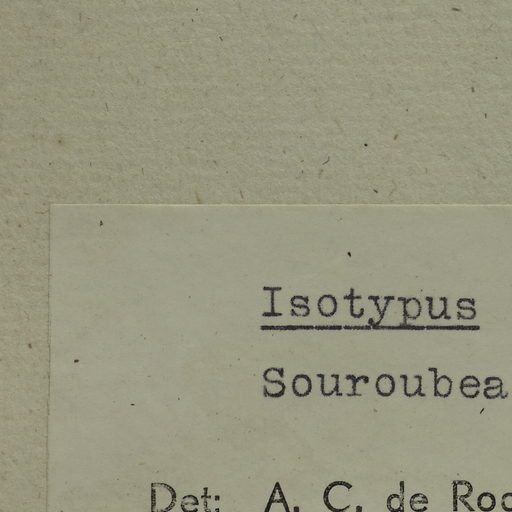 Isotypus
Souroubea
Det: A. C. de